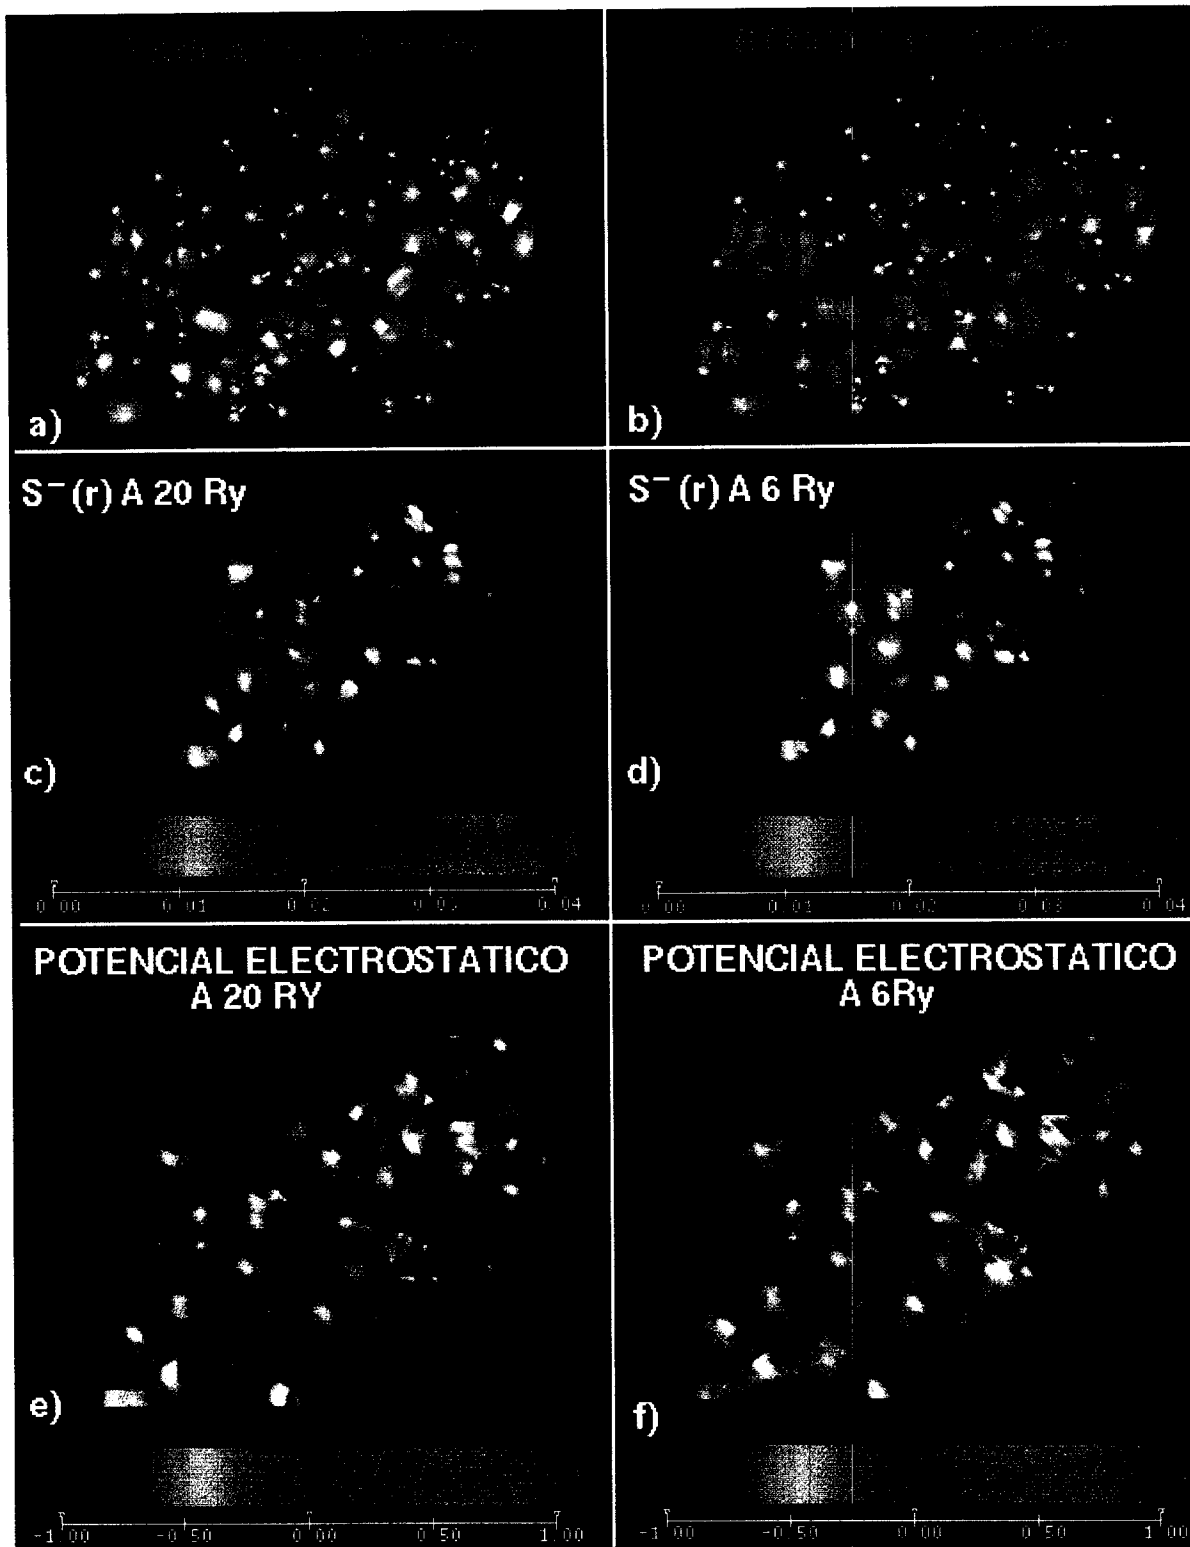 a)
b)
S⁻ (r) A 20 Ry
S⁻ (r) A 6 Ry
c)
d)
0.00 0.01 0.02 0.03 0.04
0.00 0.01 0.02 0.03 0.04
POTENCIAL ELECTROSTATICO
A 20 RY
POTENCIAL ELECTROSTATICO
A 6Ry
e)
f)
-1.00 -0.50 0.00 0.50 1.00
-1.00 -0.50 0.00 0.50 1.00